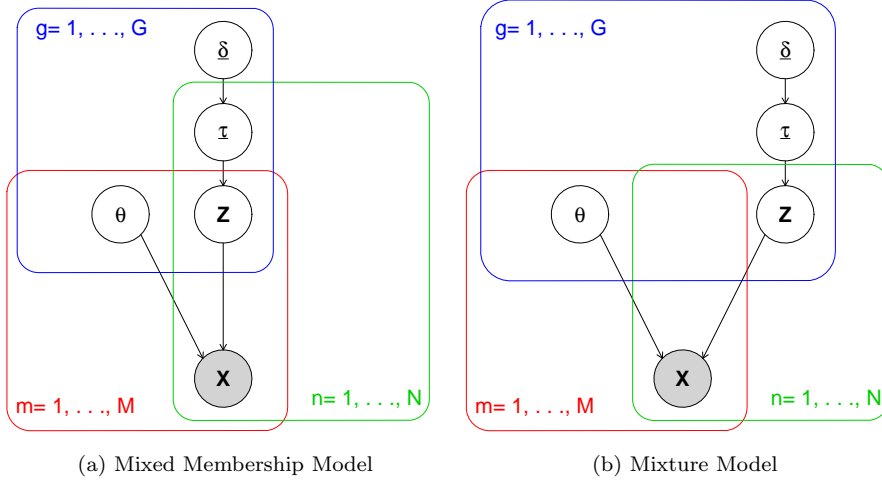 g= 1, . . ., G
δ
τ
θ
Z
X
m= 1, . . ., M
n= 1, . . ., N
(a) Mixed Membership Model
g= 1, . . ., G
δ
τ
θ
Z
X
m= 1, . . ., M
n= 1, . . ., N
(b) Mixture Model